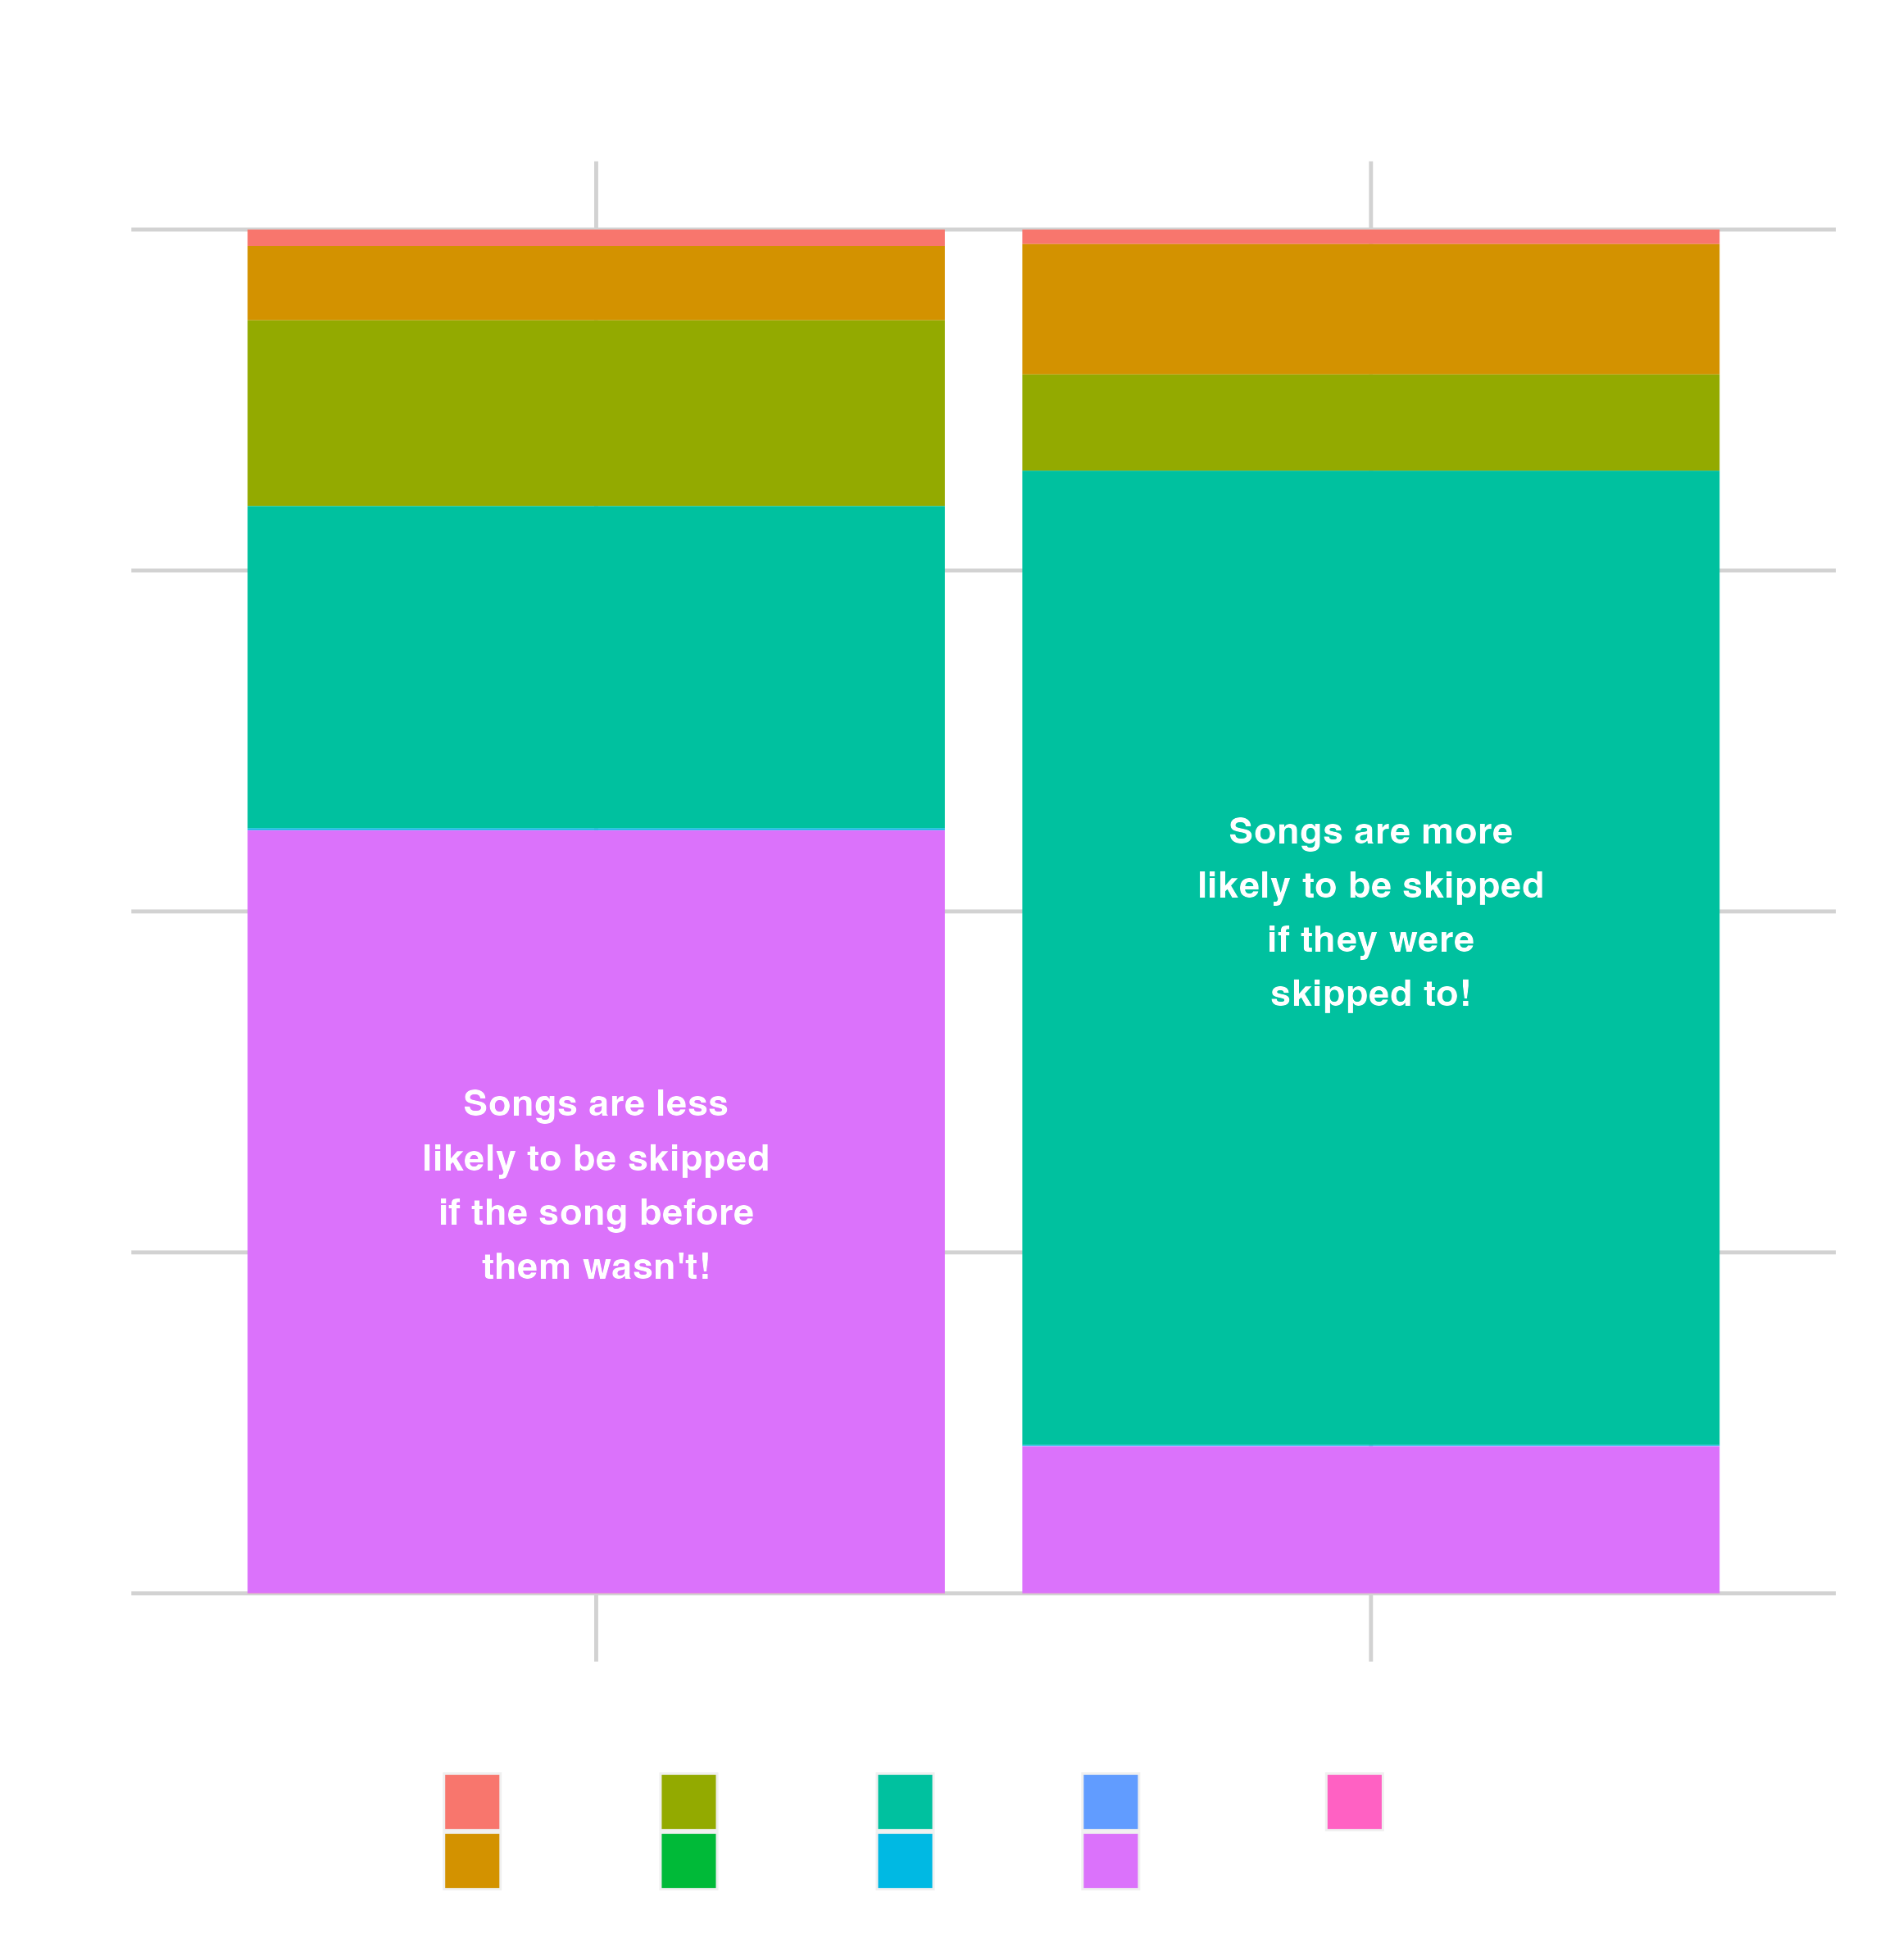 Songs are more
likely to be skipped
if they were
skipped to!
Songs are less
likely to be skipped
if the song before
them wasn't!